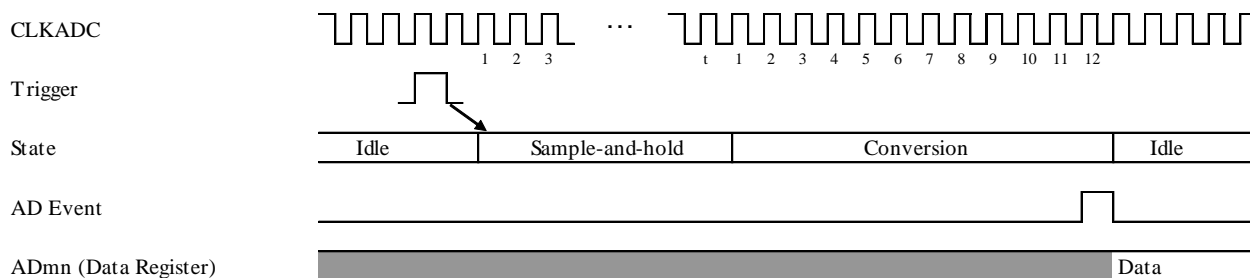 CLKADC
...
1 2 3 t 1 2 3 4 5 6 7 8 9 10 11 12
Trigger
State Idle Sample-and-hold Conversion Idle
AD Event
ADmn (Data Register) Data